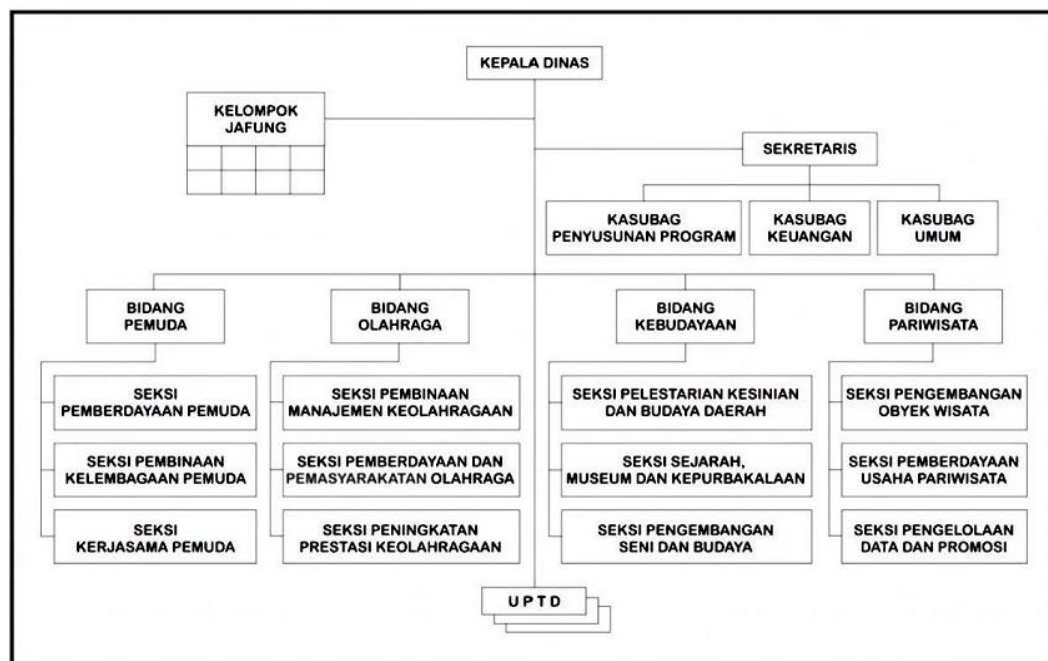 KEPALA DINAS
KELOMPOK
JAFUNG
SEKRETARIS
KASUBAG
PENYUSUNAN PROGRAM
KASUBAG
KEUANGAN
KASUBAG
UMUM
BIDANG
PEMUDA
BIDANG
OLAHRAGA
BIDANG
KEBUDAYAAN
BIDANG
PARIWISATA
SEKSI
PEMBERDAYAAN PEMUDA
SEKSI PEMBINAAN
KELEMBAGAAN PEMUDA
SEKSI
KERJASAMA PEMUDA
SEKSI PEMBINAAN
MANAJEMEN KEOLAHRAGAAN
SEKSI PEMBERDAYAAN DAN
PEMASYARAKATAN OLAHRAGA
SEKSI PENINGKATAN
PRESTASI KEOLAHRAGAAN
SEKSI PELESTARIAN KESINIAN
DAN BUDAYA DAERAH
SEKSI SEJARAH,
MUSEUM DAN KEPURBAKALAAN
SEKSI PENGEMBANGAN
SENI DAN BUDAYA
SEKSI PENGEMBANGAN
OBYEK WISATA
SEKSI PEMBERDAYAAN
USAHA PARIWISATA
SEKSI PENGELOLAAN
DATA DAN PROMOSI
U P T D